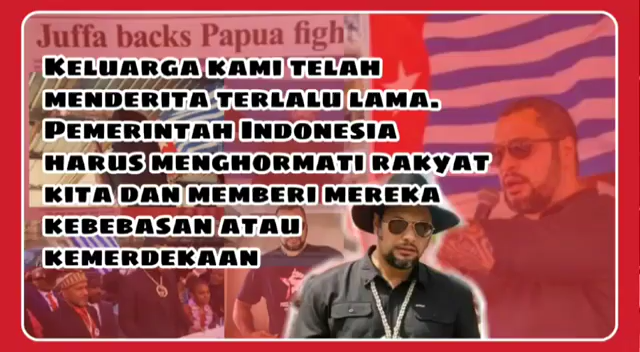 Juffa backs Papua figh
KELUARGA KAMI TELAH
MENDERITA TERLALU LAMA.
PEMERINTAH INDONESIA
HARUS MENGHORMATI RAKYAT
KITA DAN MEMBERI MEREKA
KEBEBASAN ATAU
KEMERDEKAAN